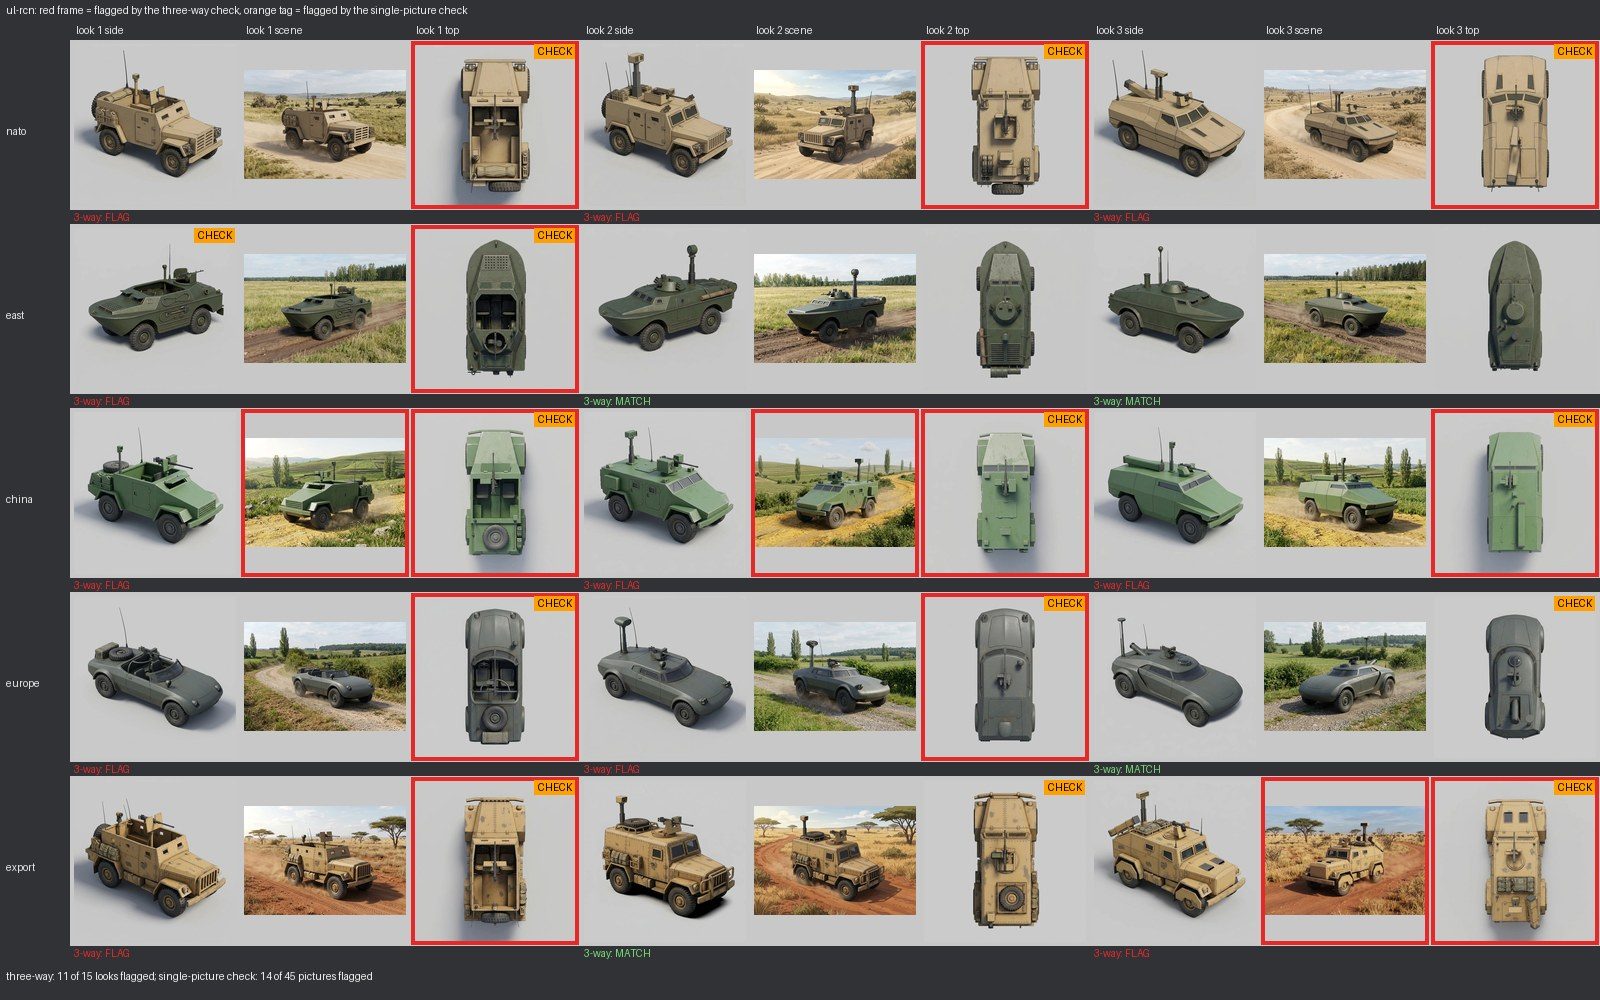 ul-rcn: red frame = flagged by the three-way check, orange tag = flagged by the single-picture check
look 1 side look 1 scene look 1 top look 2 side look 2 scene look 2 top look 3 side look 3 scene look 3 top
CHECK CHECK CHECK
nato
3-way: FLAG 3-way: FLAG 3-way: FLAG
CHECK CHECK
east
3-way: FLAG 3-way: MATCH 3-way: MATCH
CHECK CHECK CHECK
china
3-way: FLAG 3-way: FLAG 3-way: FLAG
CHECK CHECK CHECK
europe
3-way: FLAG 3-way: FLAG 3-way: MATCH
CHECK CHECK CHECK
export
3-way: FLAG 3-way: MATCH 3-way: FLAG
three-way: 11 of 15 looks flagged; single-picture check: 14 of 45 pictures flagged